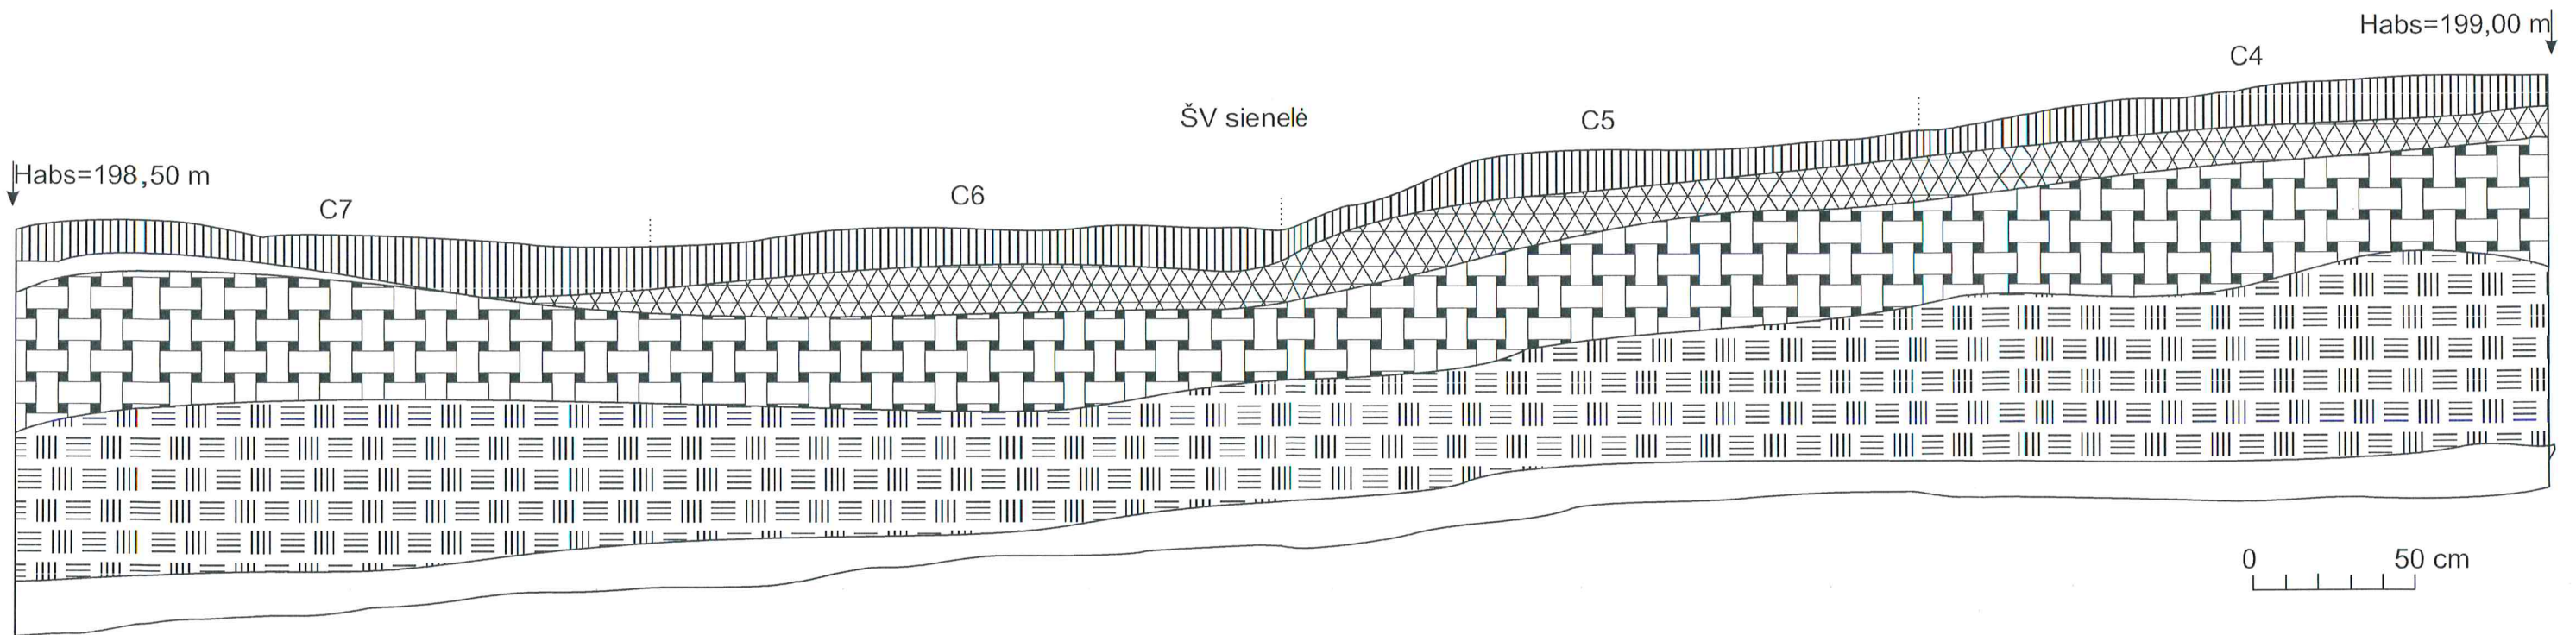 Habs=199,00 m
C4
ŠV sienelė
C5
Habs=198,50 m
C6
C7
0 50 cm